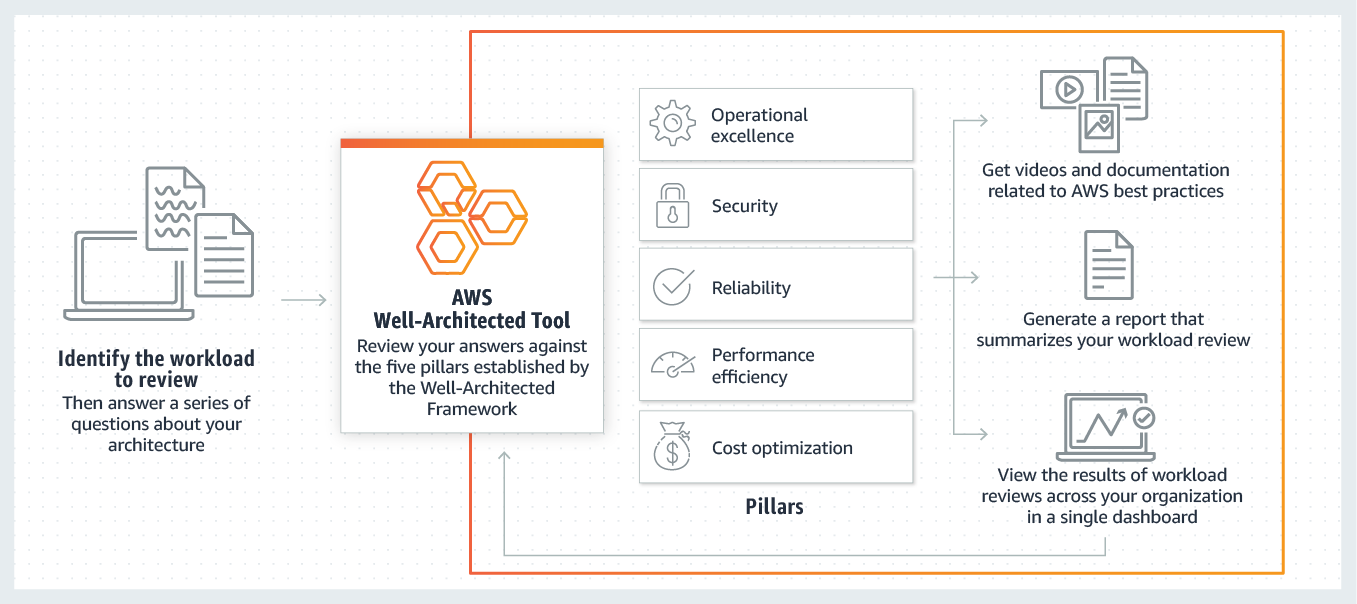 Identify the workload
to review
Then answer a series of
questions about your
architecture
AWS
Well-Architected Tool
Review your answers against
the five pillars established by
the Well-Architected
Framework
Operational
excellence
Security
Reliability
Performance
efficiency
$
Cost optimization
Pillars
Get videos and documentation
related to AWS best practices
Generate a report that
summarizes your workload review
View the results of workload
reviews across your organization
in a single dashboard